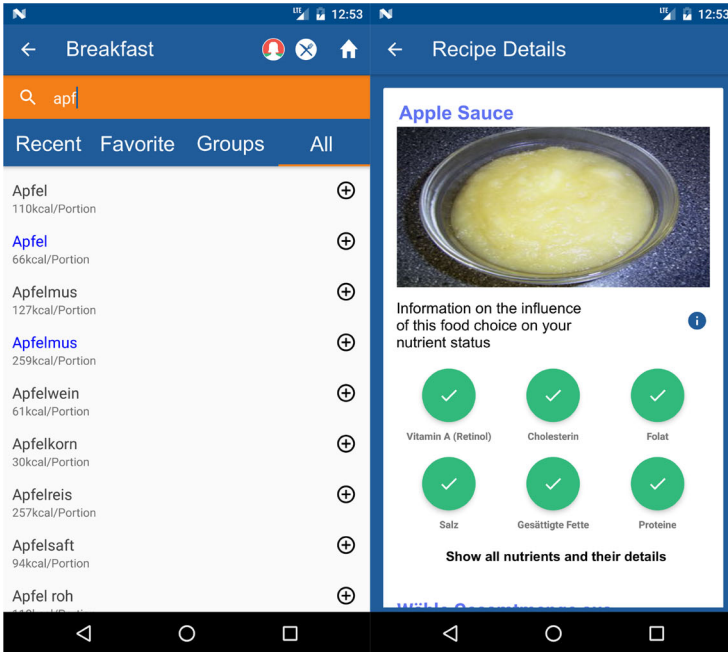 LTE 12:53
Breakfast
apf
Recent Favorite Groups All
Apfel
110kcal/Portion
Apfel
66kcal/Portion
Apfelmus
127kcal/Portion
Apfelmus
259kcal/Portion
Apfelwein
61kcal/Portion
Apfelkorn
30kcal/Portion
Apfelreis
257kcal/Portion
Apfelsaft
94kcal/Portion
Apfel roh
LTE 12:53
Recipe Details
Apple Sauce
Information on the influence
of this food choice on your
nutrient status
Vitamin A (Retinol) Cholesterin Folat
Salz Gesättigte Fette Proteine
Show all nutrients and their details